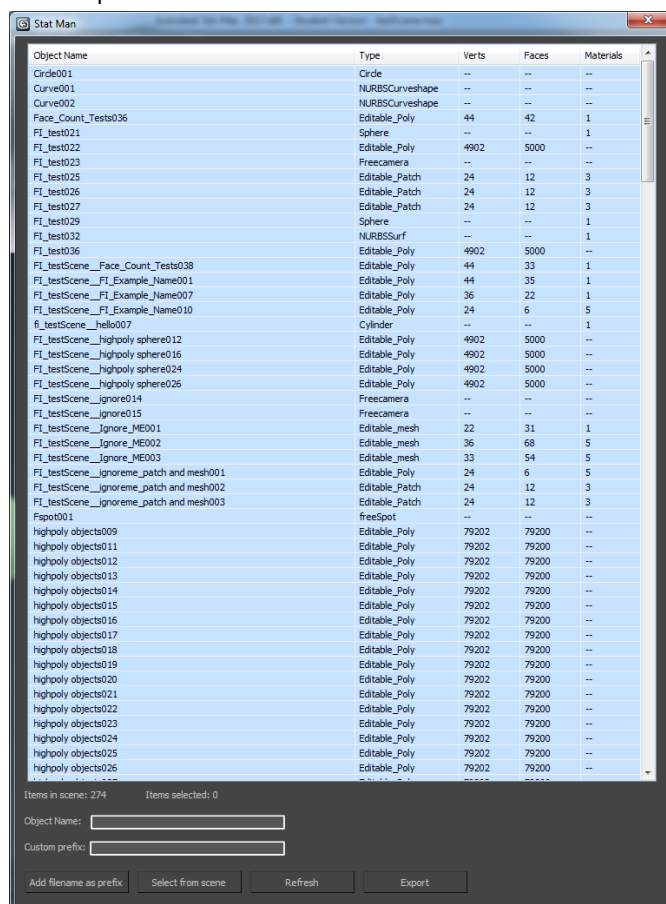 Stat Man
Object Name Type Verts Faces Materials
Circle001 Circle -- -- --
Curve001 NURBSCurveshape -- -- --
Curve002 NURBSCurveshape -- -- --
Face_Count_Tests036 Editable_Poly 44 42 1
FI_test021 Sphere -- -- 1
FI_test022 Editable_Poly 4902 5000 --
FI_test023 Freecamera -- -- --
FI_test025 Editable_Patch 24 12 3
FI_test026 Editable_Patch 24 12 3
FI_test027 Editable_Patch 24 12 3
FI_test029 Sphere -- -- 1
FI_test032 NURBSSurf -- -- 1
FI_test036 Editable_Poly 4902 5000 --
FI_testScene__Face_Count_Tests038 Editable_Poly 44 33 1
FI_testScene__FI_Example_Name001 Editable_Poly 44 35 1
FI_testScene__FI_Example_Name007 Editable_Poly 36 22 1
FI_testScene__FI_Example_Name010 Editable_Poly 24 6 5
fi_testScene__hello007 Cylinder -- -- 1
FI_testScene__highpoly sphere012 Editable_Poly 4902 5000 --
FI_testScene__highpoly sphere016 Editable_Poly 4902 5000 --
FI_testScene__highpoly sphere024 Editable_Poly 4902 5000 --
FI_testScene__highpoly sphere026 Editable_Poly 4902 5000 --
FI_testScene__ignore014 Freecamera -- -- --
FI_testScene__ignore015 Freecamera -- -- --
FI_testScene__Ignore_ME001 Editable_mesh 22 31 1
FI_testScene__Ignore_ME002 Editable_mesh 36 68 5
FI_testScene__Ignore_ME003 Editable_mesh 33 54 5
FI_testScene__ignoreme_patch and mesh001 Editable_Poly 24 6 5
FI_testScene__ignoreme_patch and mesh002 Editable_Patch 24 12 3
FI_testScene__ignoreme_patch and mesh003 Editable_Patch 24 12 3
Fspot001 freeSpot -- -- --
highpoly objects009 Editable_Poly 79202 79200 --
highpoly objects011 Editable_Poly 79202 79200 --
highpoly objects012 Editable_Poly 79202 79200 --
highpoly objects013 Editable_Poly 79202 79200 --
highpoly objects014 Editable_Poly 79202 79200 --
highpoly objects015 Editable_Poly 79202 79200 --
highpoly objects016 Editable_Poly 79202 79200 --
highpoly objects017 Editable_Poly 79202 79200 --
highpoly objects018 Editable_Poly 79202 79200 --
highpoly objects019 Editable_Poly 79202 79200 --
highpoly objects020 Editable_Poly 79202 79200 --
highpoly objects021 Editable_Poly 79202 79200 --
highpoly objects022 Editable_Poly 79202 79200 --
highpoly objects023 Editable_Poly 79202 79200 --
highpoly objects024 Editable_Poly 79202 79200 --
highpoly objects025 Editable_Poly 79202 79200 --
highpoly objects026 Editable_Poly 79202 79200 --
Items in scene: 274 Items selected: 0
Object Name:
Custom prefix:
Add filename as prefix Select from scene Refresh Export